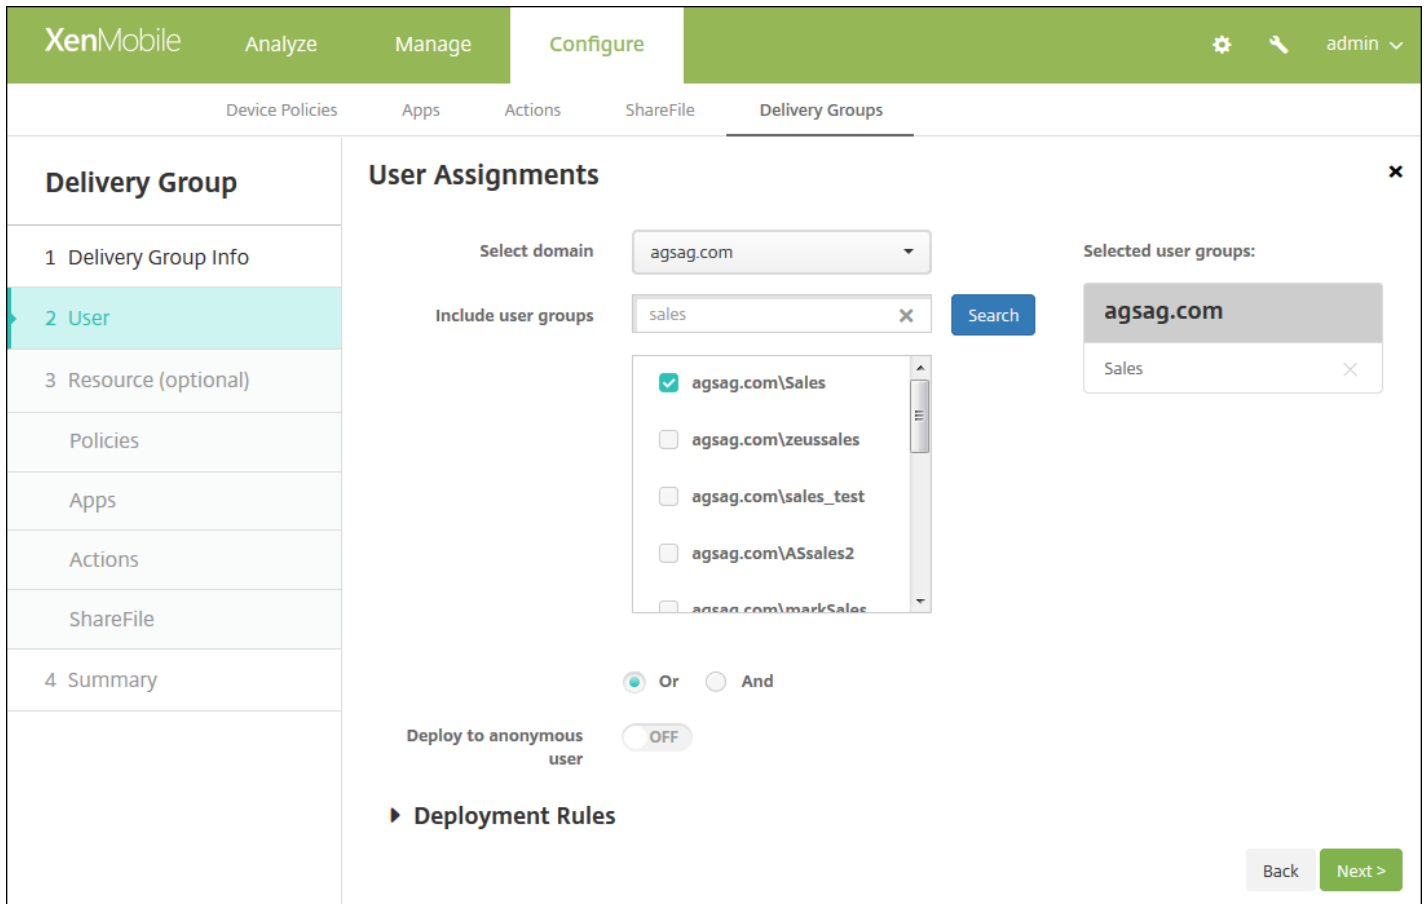 XenMobile Analyze Manage Configure admin
Device Policies Apps Actions ShareFile Delivery Groups
Delivery Group
1 Delivery Group Info
2 User
3 Resource (optional)
Policies
Apps
Actions
ShareFile
4 Summary
User Assignments
Select domain agsag.com
Include user groups sales Search
agsag.com\Sales
agsag.com\zeussales
agsag.com\sales_test
agsag.com\ASsales2
agsag.com\markSales
Or And
Deploy to anonymous
user
OFF
Deployment Rules
Selected user groups:
agsag.com
Sales
Back Next >